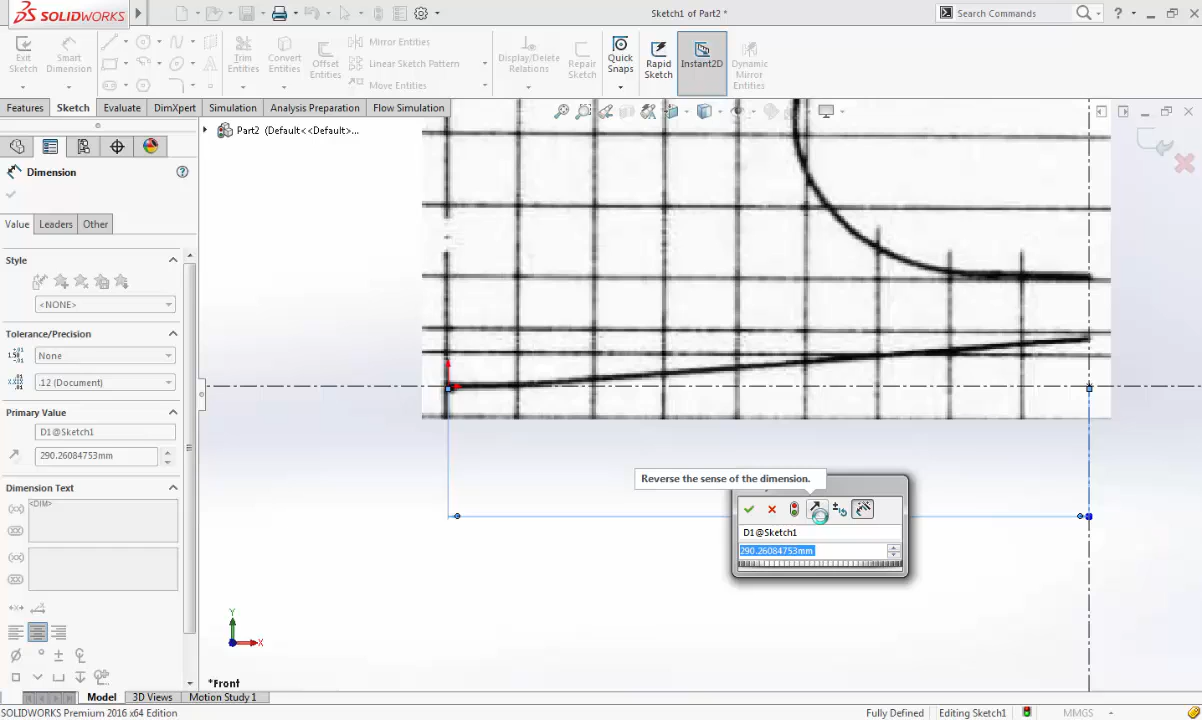 SOLIDWORKS
Sketch1 of Part2 *
Search Commands
Exit Sketch
Smart Dimension
Trim Entities
Convert Entities
Offset Entities
Mirror Entities
Linear Sketch Pattern
Move Entities
Display/Delete Relations
Repair Sketch
Quick Snaps
Rapid Sketch
Instant2D
Dynamic Mirror Entities
Features
Sketch
Evaluate
DimXpert
Simulation
Analysis Preparation
Flow Simulation
Part2 (Default<<Default>...
Dimension
Value
Leaders
Other
Style
<NONE>
Tolerance/Precision
None
.12 (Document)
Primary Value
D1@Sketch1
290.26084753mm
Dimension Text
<DIM>
Reverse the sense of the dimension.
D1@Sketch1
290.26084753mm
Y
X
*Front
Model
3D Views
Motion Study 1
SOLIDWORKS Premium 2016 x64 Edition
Fully Defined
Editing Sketch1
MMGS